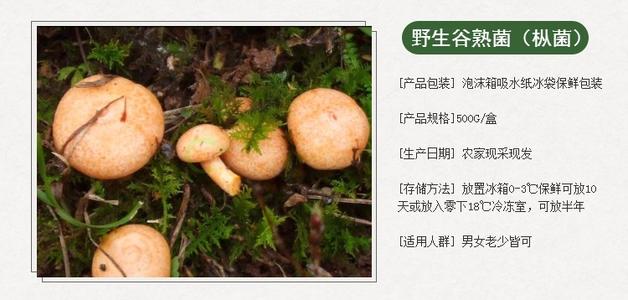 野生谷熟菌（枞菌）
[产品包装] 泡沫箱吸水纸冰袋保鲜包装
[产品规格]500G/盒
[生产日期] 农家现采现发
[存储方法] 放置冰箱0-3℃保鲜可放10
天或放入零下18℃冷冻室，可放半年
[适用人群] 男女老少皆可